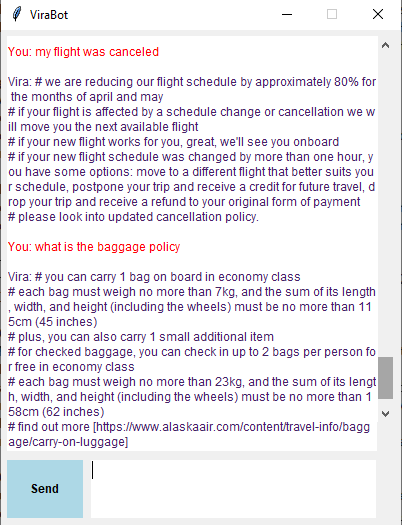 ViraBot
You: my flight was canceled
Vira: # we are reducing our flight schedule by approximately 80% for
the months of april and may
# if your flight is affected by a schedule change or cancellation we w
ill move you the next available flight
# if your new flight works for you, great, we'll see you onboard
# if your new flight schedule was changed by more than one hour, y
ou have some options: move to a different flight that better suits you
r schedule, postpone your trip and receive a credit for future travel, d
rop your trip and receive a refund to your original form of payment
# please look into updated cancellation policy.
You: what is the baggage policy
Vira: # you can carry 1 bag on board in economy class
# each bag must weigh no more than 7kg, and the sum of its length
, width, and height (including the wheels) must be no more than 11
5cm (45 inches)
# plus, you can also carry 1 small additional item
# for checked baggage, you can check in up to 2 bags per person fo
r free in economy class
# each bag must weigh no more than 23kg, and the sum of its lengt
h, width, and height (including the wheels) must be no more than 1
58cm (62 inches)
# find out more [https://www.alaskaair.com/content/travel-info/bagg
age/carry-on-luggage]
Send